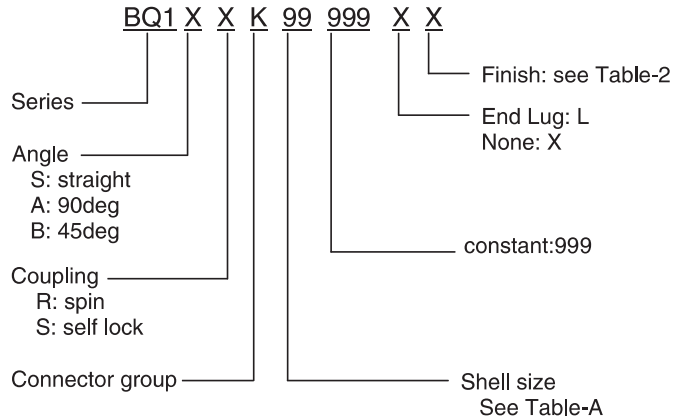 BQ1 X X K 99 999 X X
Finish: see Table-2
Series
End Lug: L
None: X
Angle
S: straight
A: 90deg
B: 45deg
constant:999
Coupling
R: spin
S: self lock
Connector group
Shell size
See Table-A